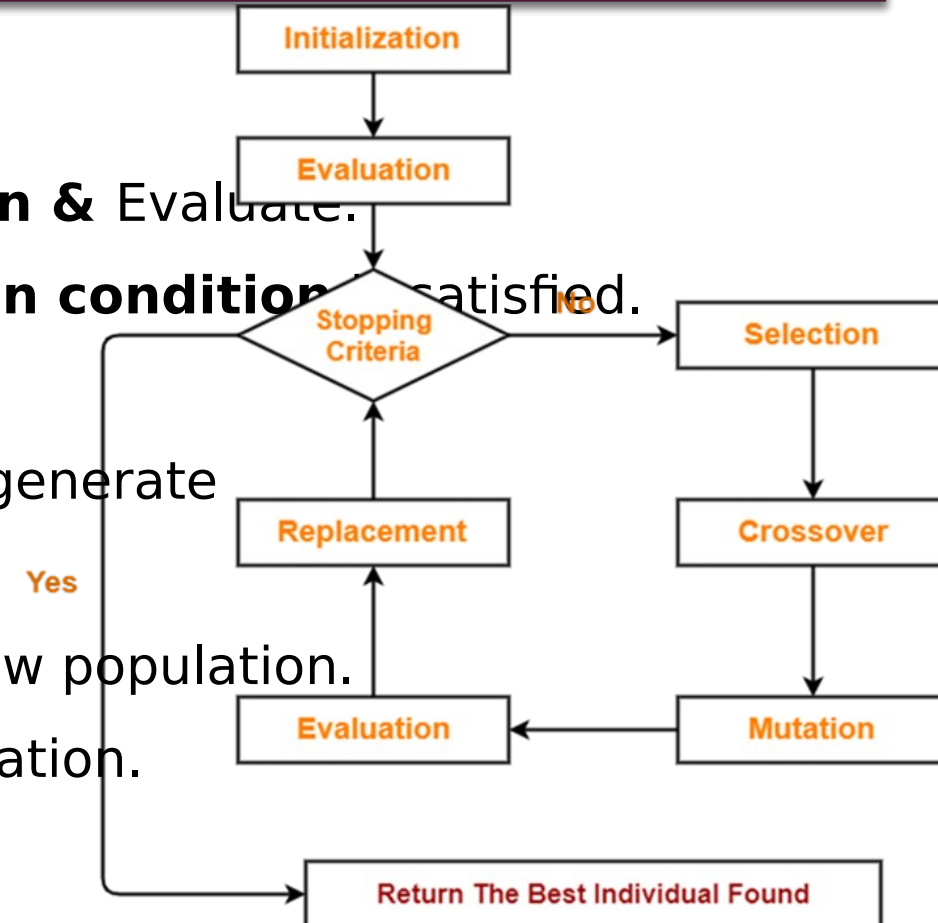 Initialization
Evaluation
n & Evaluate.
n condition satisfied.
No
Stopping
Criteria
Selection
generate
Replacement
Crossover
Yes
w population.
Evaluation
Mutation
ation.
Return The Best Individual Found